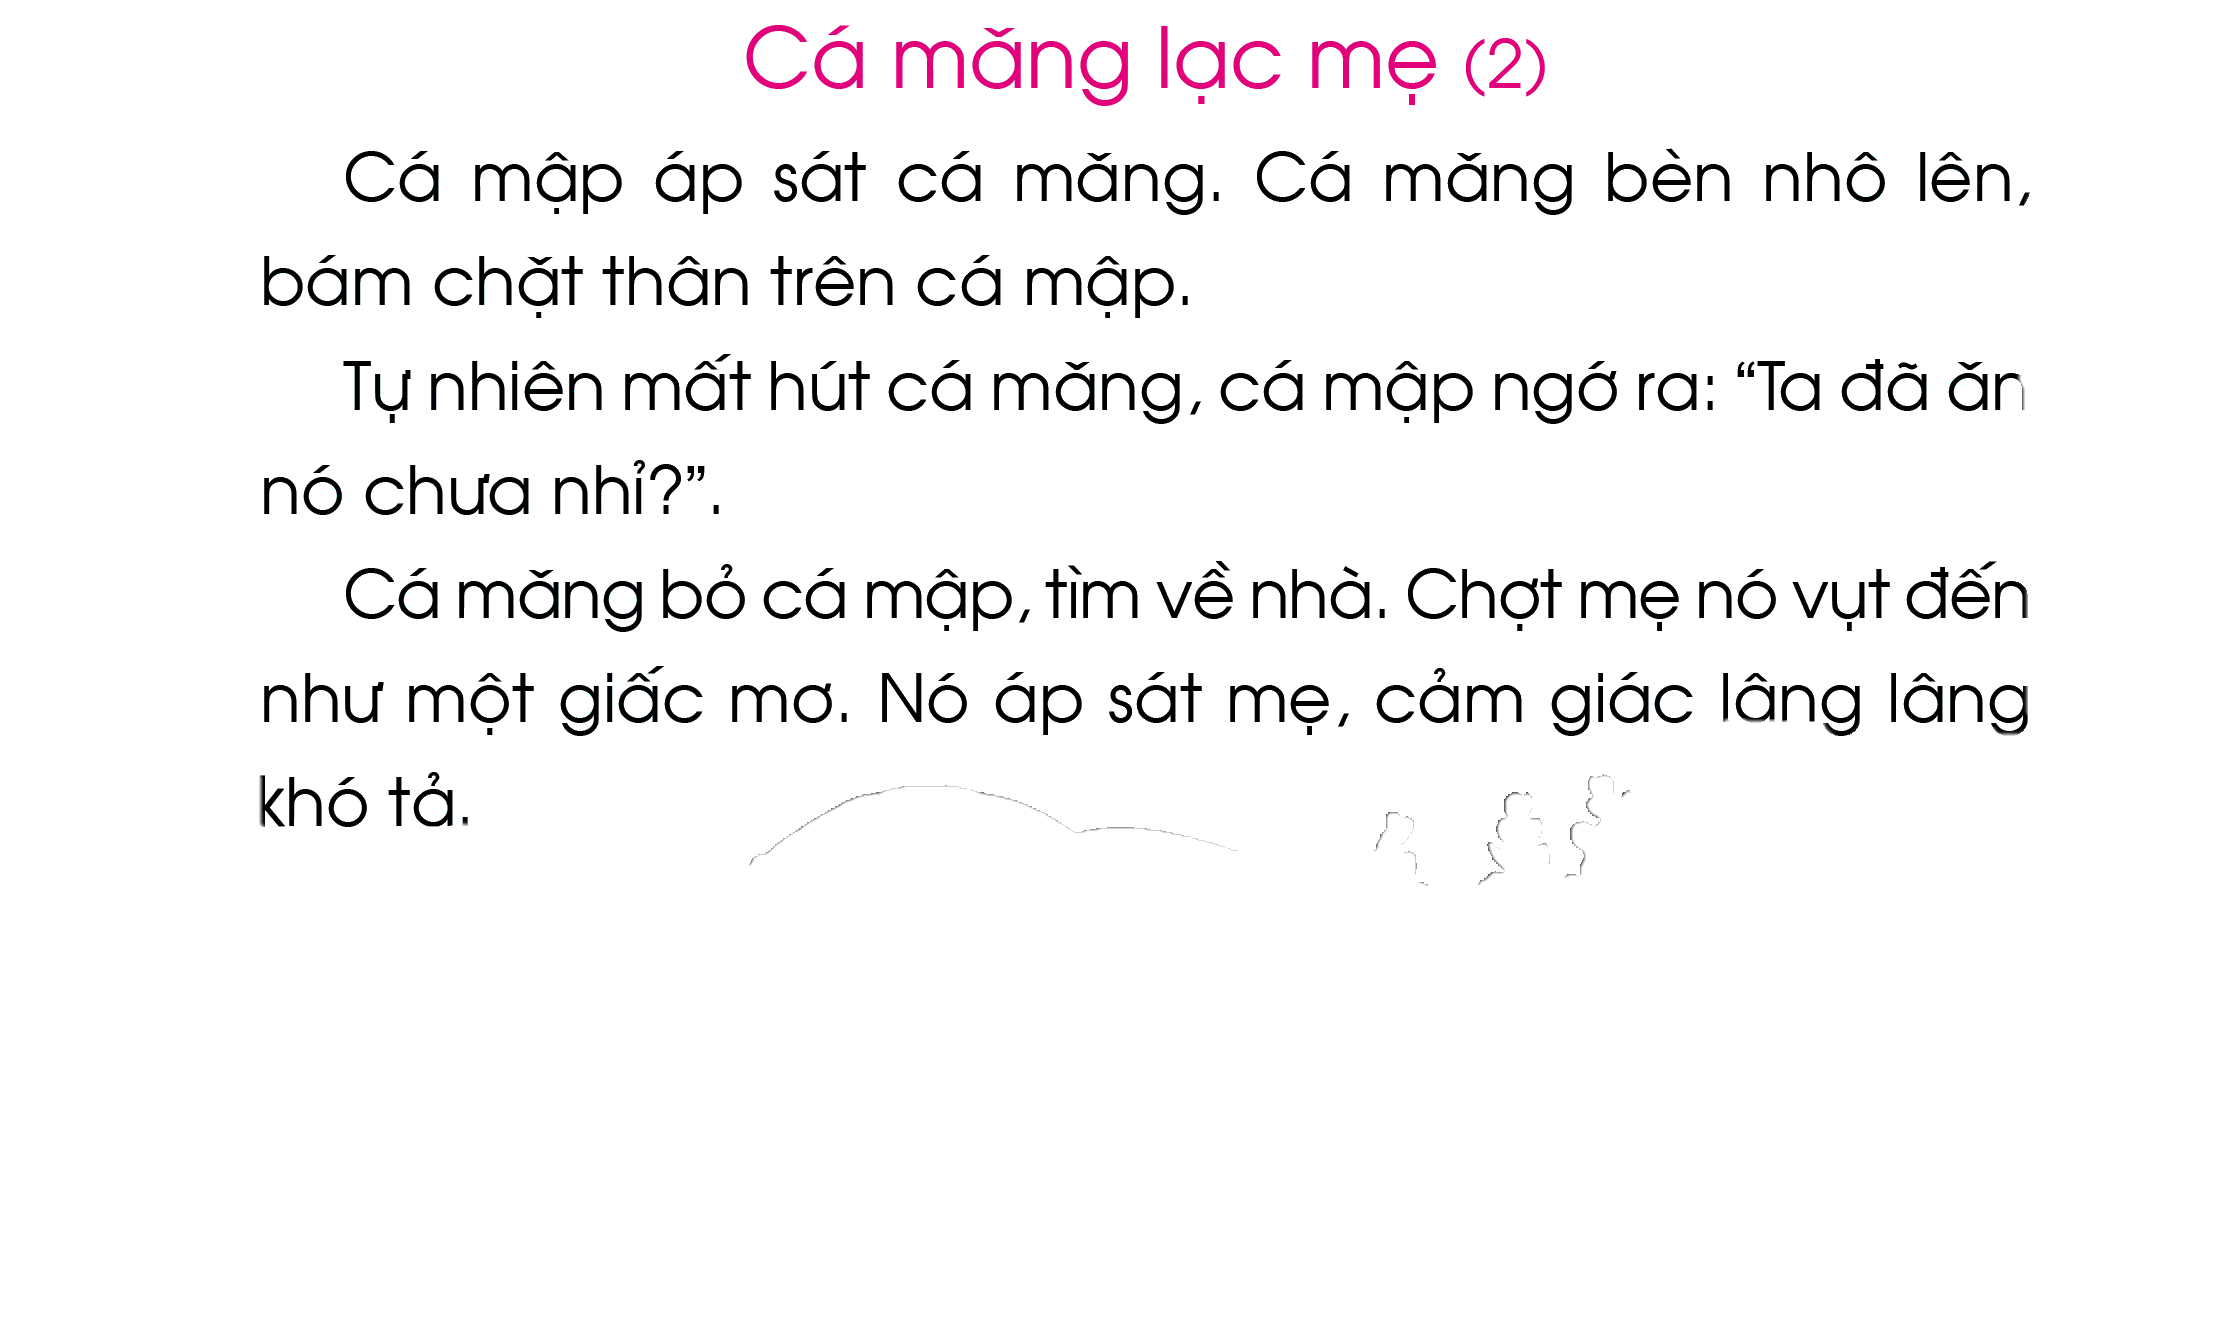 Cá măng lạc mẹ (2)
Cá mập áp sát cá măng. Cá măng bèn nhô lên,
bám chặt thân trên cá mập.
Tự nhiên mất hút cá măng, cá mập ngớ ra: “Ta đã ăn
nó chưa nhỉ?”.
Cá măng bỏ cá mập, tìm về nhà. Chợt mẹ nó vụt đến
như một giấc mơ. Nó áp sát mẹ, cảm giác lâng lâng
khó tả.